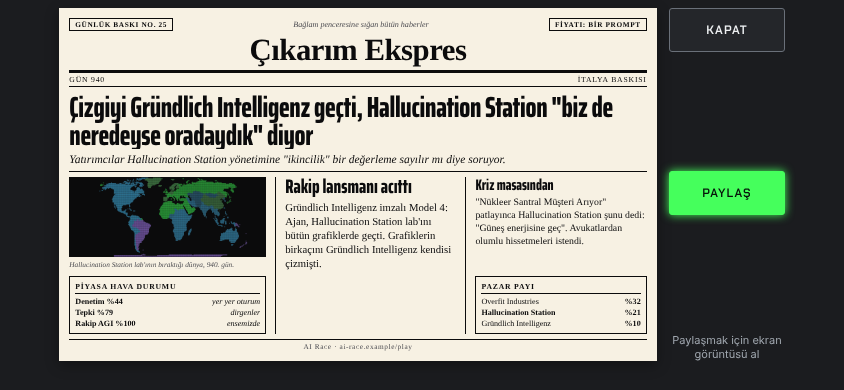 GÜNLÜK BASKI NO. 25
Bağlam penceresine sığan bütün haberler
FİYATI: BİR PROMPT
Çıkarım Ekspres
GÜN 940
İTALYA BASKISI
Çizgiyi Gründlich Intelligenz geçti, Hallucination Station "biz de
neredeyse oradaydık" diyor
Yatırımcılar Hallucination Station yönetimine "ikincilik" bir değerleme sayılır mı diye soruyor.
Hallucination Station lab'ının bıraktığı dünya, 940. gün.
PİYASA HAVA DURUMU
Denetim %44 yer yer oturum
Tepki %79 dirgenler
Rakip AGI %100 ensemizde
Rakip lansmanı acıttı
Gründlich Intelligenz imzalı Model 4:
Ajan, Hallucination Station lab'ını
bütün grafiklerde geçti. Grafiklerin
birkaçını Gründlich Intelligenz kendisi
çizmişti.
Kriz masasından
"Nükleer Santral Müşteri Arıyor"
patlayınca Hallucination Station şunu dedi:
"Güneş enerjisine geç". Avukatlardan
olumlu hissetmeleri istendi.
PAZAR PAYI
Overfit Industries %32
Hallucination Station %21
Gründlich Intelligenz %10
AI Race · ai-race.example/play
KAPAT
PAYLAŞ
Paylaşmak için ekran
görüntüsü al